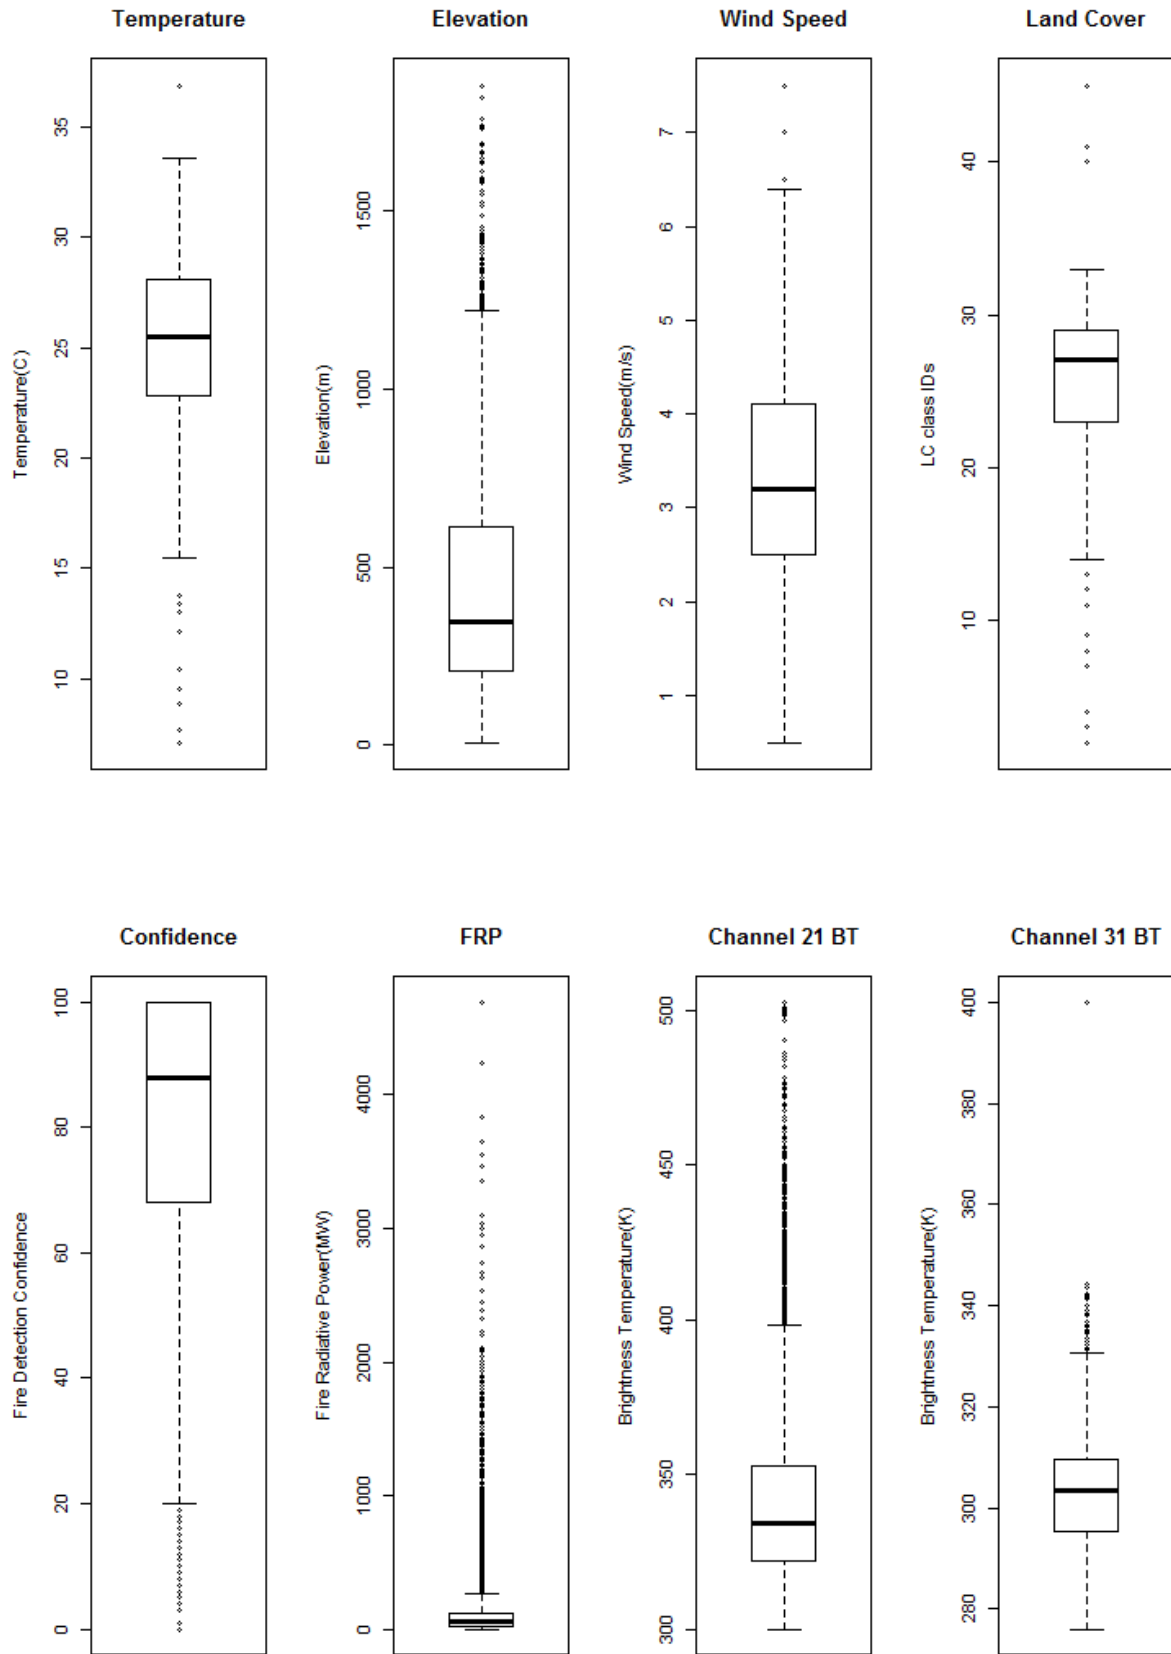 Temperature
Elevation
Wind Speed
Land Cover
Temperature(C)
10
15
20
25
30
35
Elevation(m)
0
500
1000
1500
Wind Speed(m/s)
1
2
3
4
5
6
7
LC class IDs
10
20
30
40
Confidence
FRP
Channel 21 BT
Channel 31 BT
Fire Detection Confidence
0
20
40
60
80
100
Fire Radiative Power(MW)
0
1000
2000
3000
4000
Brightness Temperature(K)
300
350
400
450
500
Brightness Temperature(K)
280
300
320
340
360
380
400